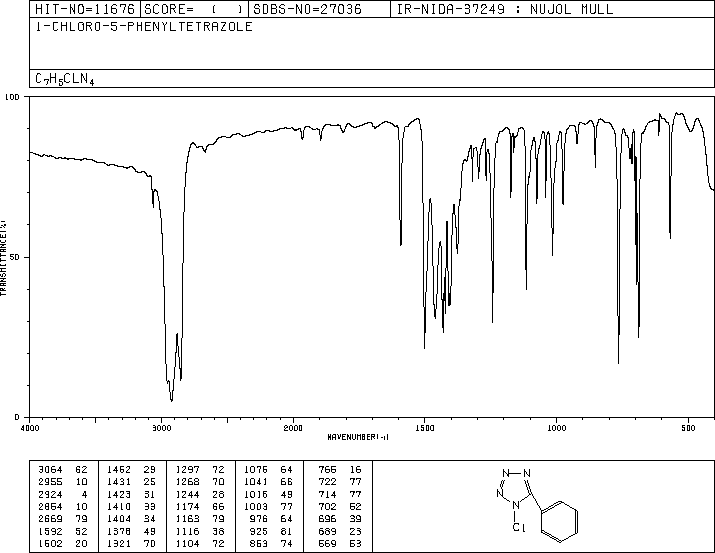 HIT-NO=11676 SCORE= ( ) SDBS-NO=27036 IR-NIDA-37249 : NUJOL MULL
1-CHLORO-5-PHENYLTETRAZOLE
C7H5CLN4
100
50
0
TRANSMITTANCE(%)
4000 3000 2000 1500 1000 500
WAVENUMBER(-1)
3064 62 1462 29 1297 72 1076 64 766 16
2955 10 1431 25 1268 70 1041 66 722 77
2924 4 1423 31 1244 28 1016 49 714 77
2854 10 1410 39 1174 66 1003 77 702 52
2669 79 1404 34 1163 79 976 64 696 39
1592 52 1378 49 1116 38 925 81 689 23
1502 20 1321 70 1104 72 853 74 569 53
N N
N
N
Cl